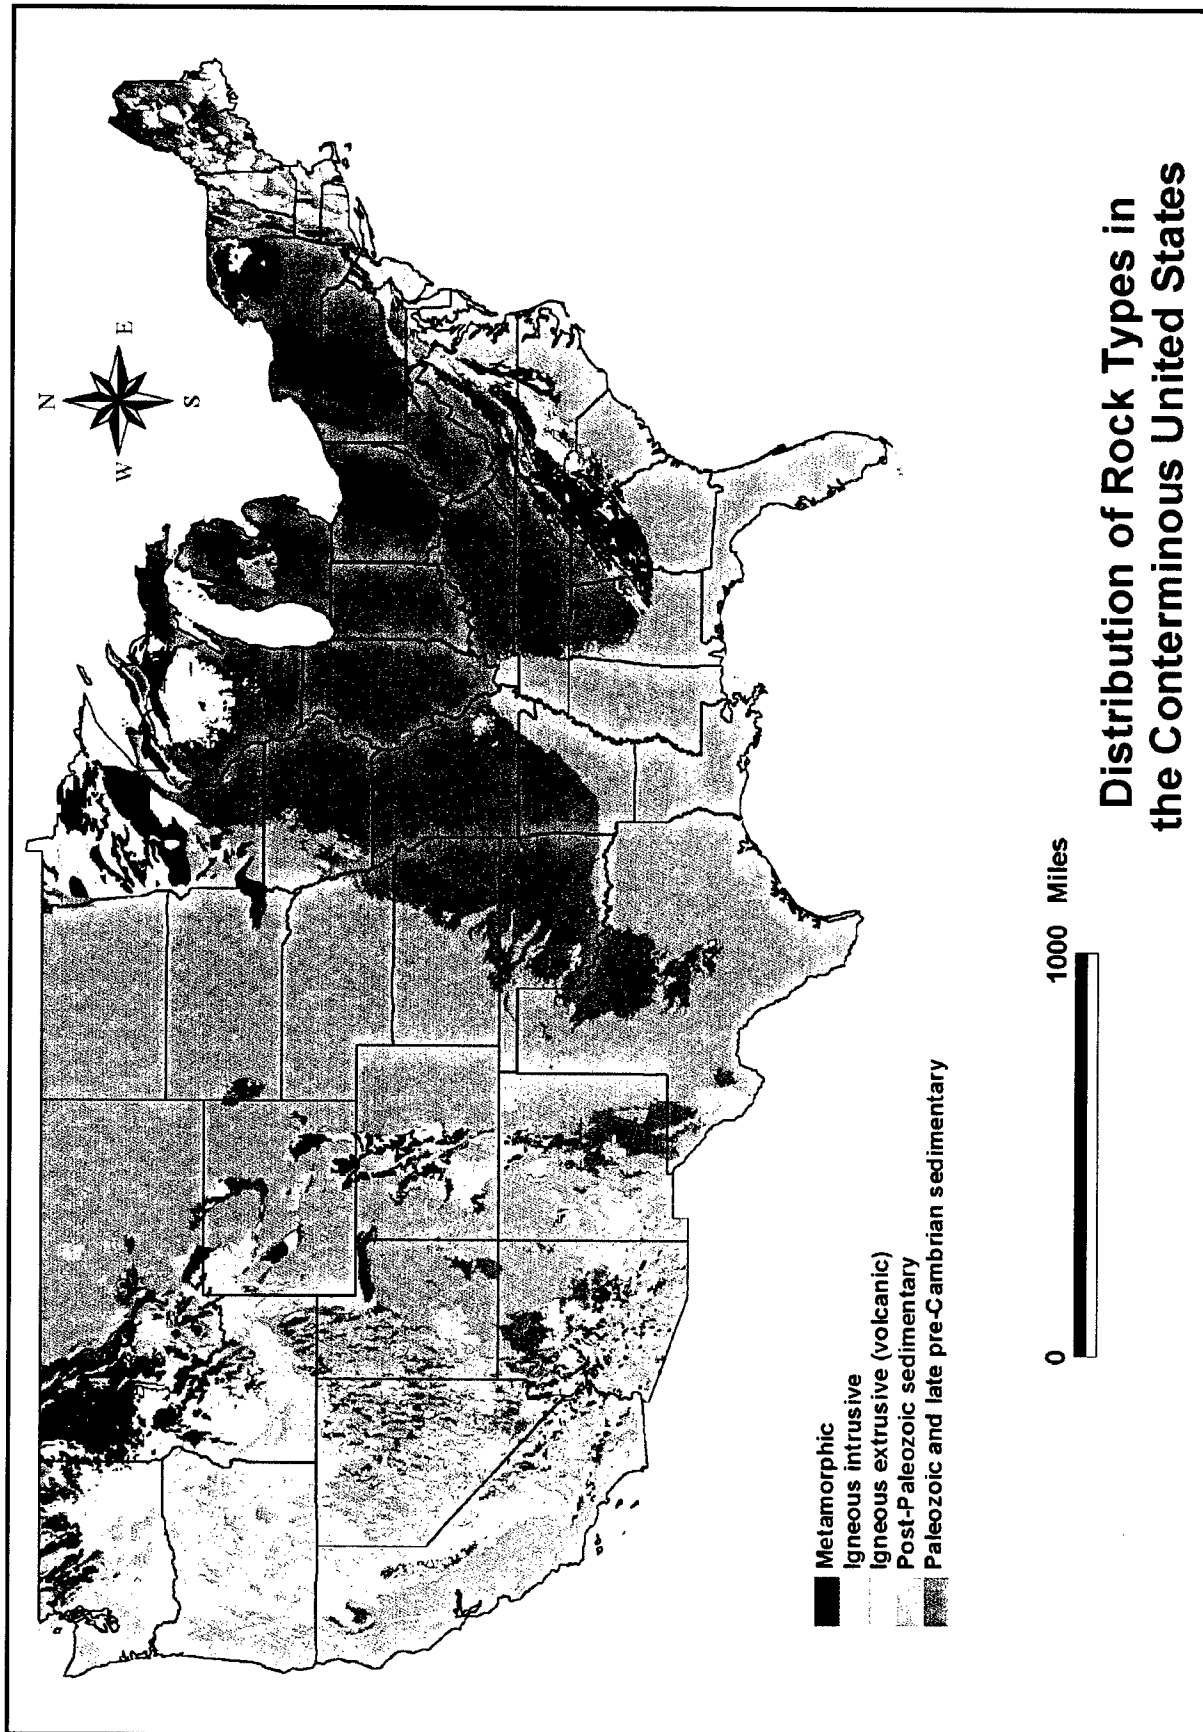 N
W
E
S
Metamorphic
Igneous intrusive
Igneous extrusive (volcanic)
Post-Paleozoic sedimentary
Paleozoic and late pre-Cambrian sedimentary
0
1000 Miles
Distribution of Rock Types in
the Conterminous United States